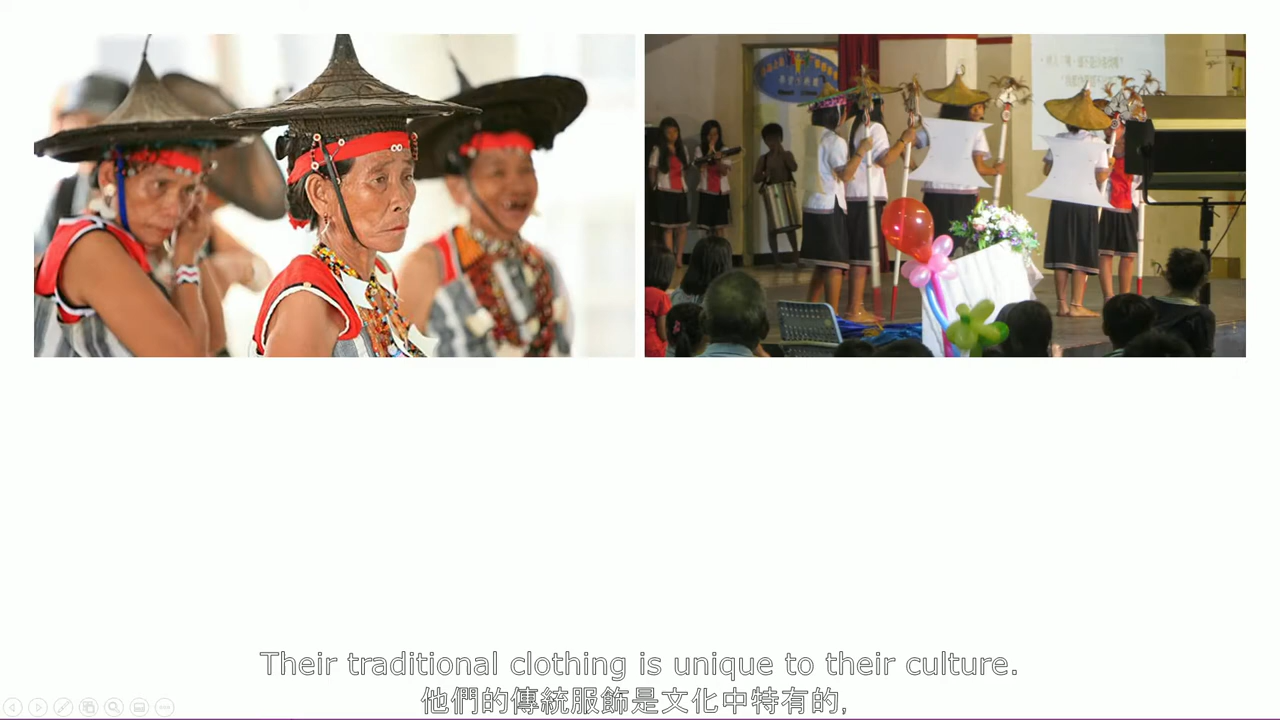 Their traditional clothing is unique to their culture.
他們的傳統服飾是文化中特有的,